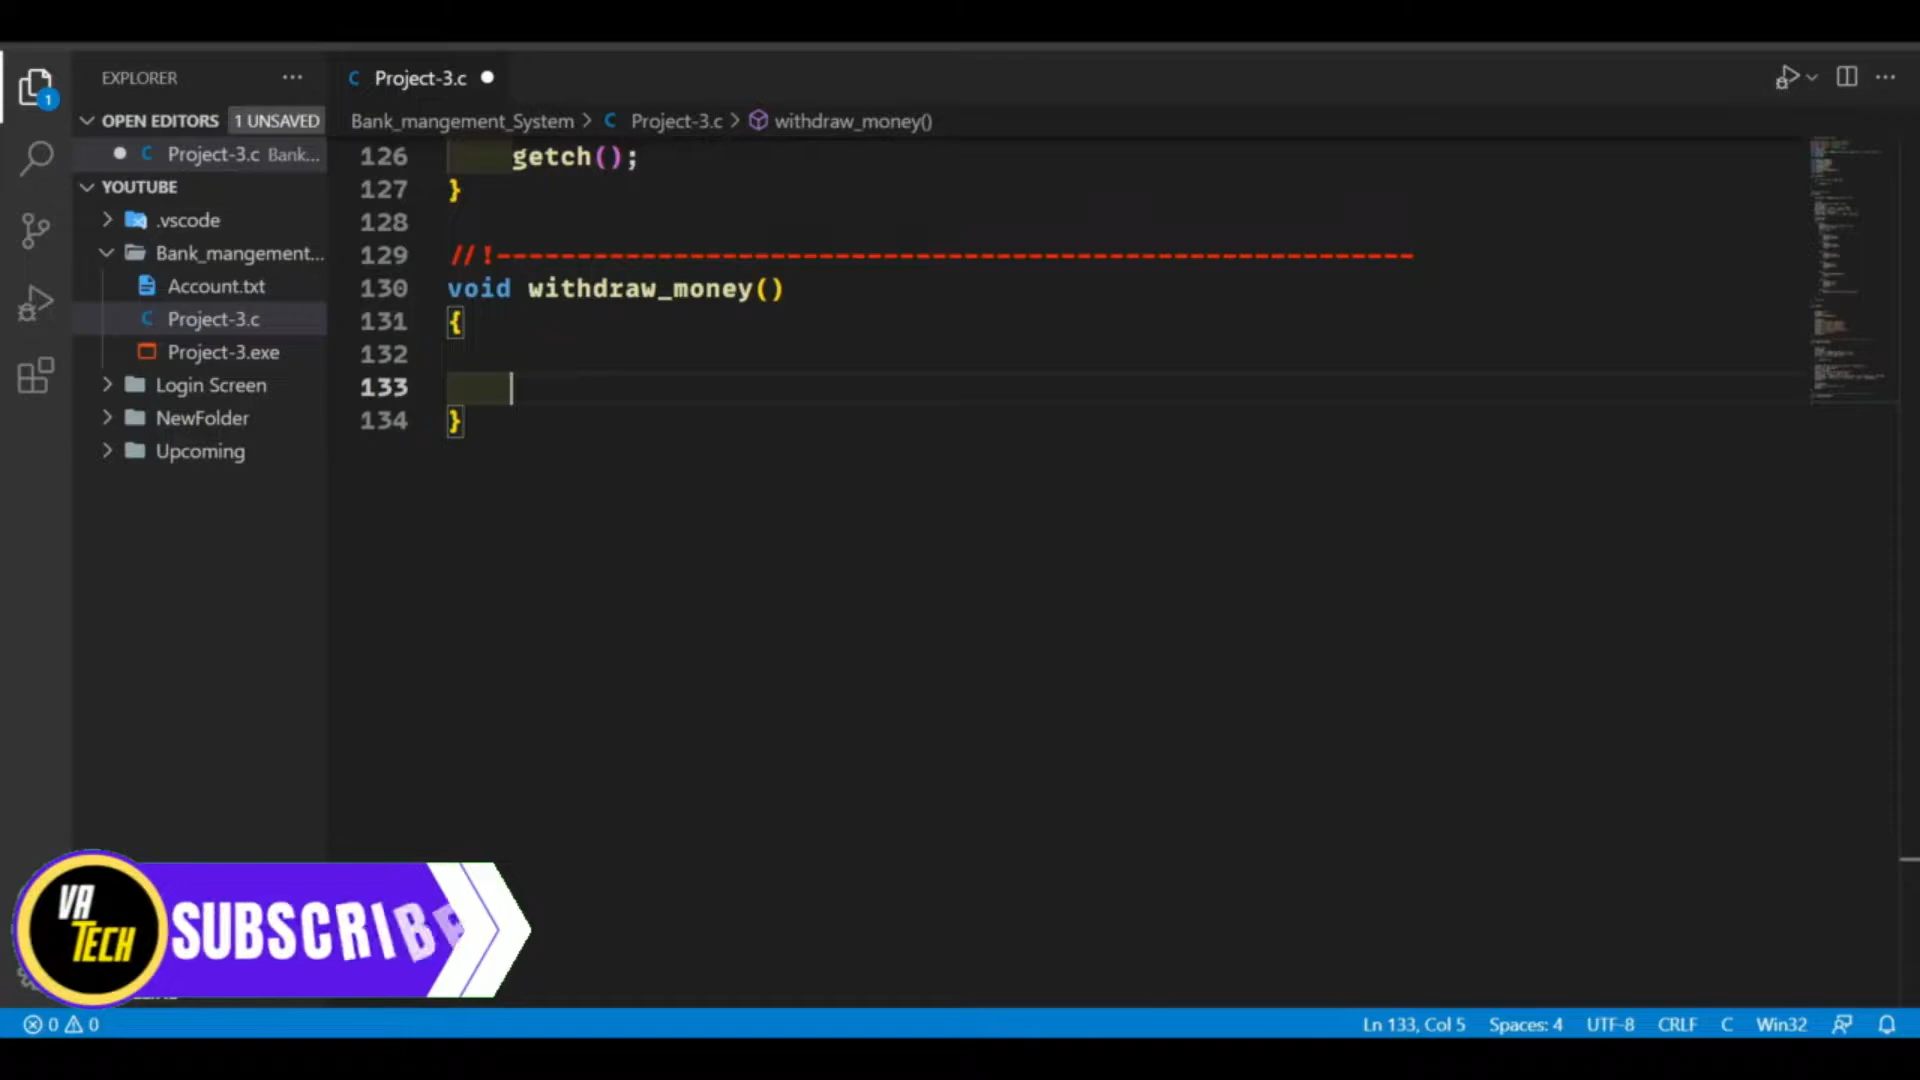 EXPLORER ···
Project-3.c
OPEN EDITORS 1 UNSAVED
Bank_mangement_System > Project-3.c > withdraw_money()
Project-3.c Bank...
YOUTUBE
.vscode
Bank_mangement...
Account.txt
Project-3.c
Project-3.exe
Login Screen
NewFolder
Upcoming
1
126 getch();
127 }
128
129 //!---------------------------------------------------------
130 void withdraw_money()
131 {
132
133
134 }
VA TECH
SUBSCRIBE
0 0 Ln 133, Col 5 Spaces: 4 UTF-8 CRLF C Win32